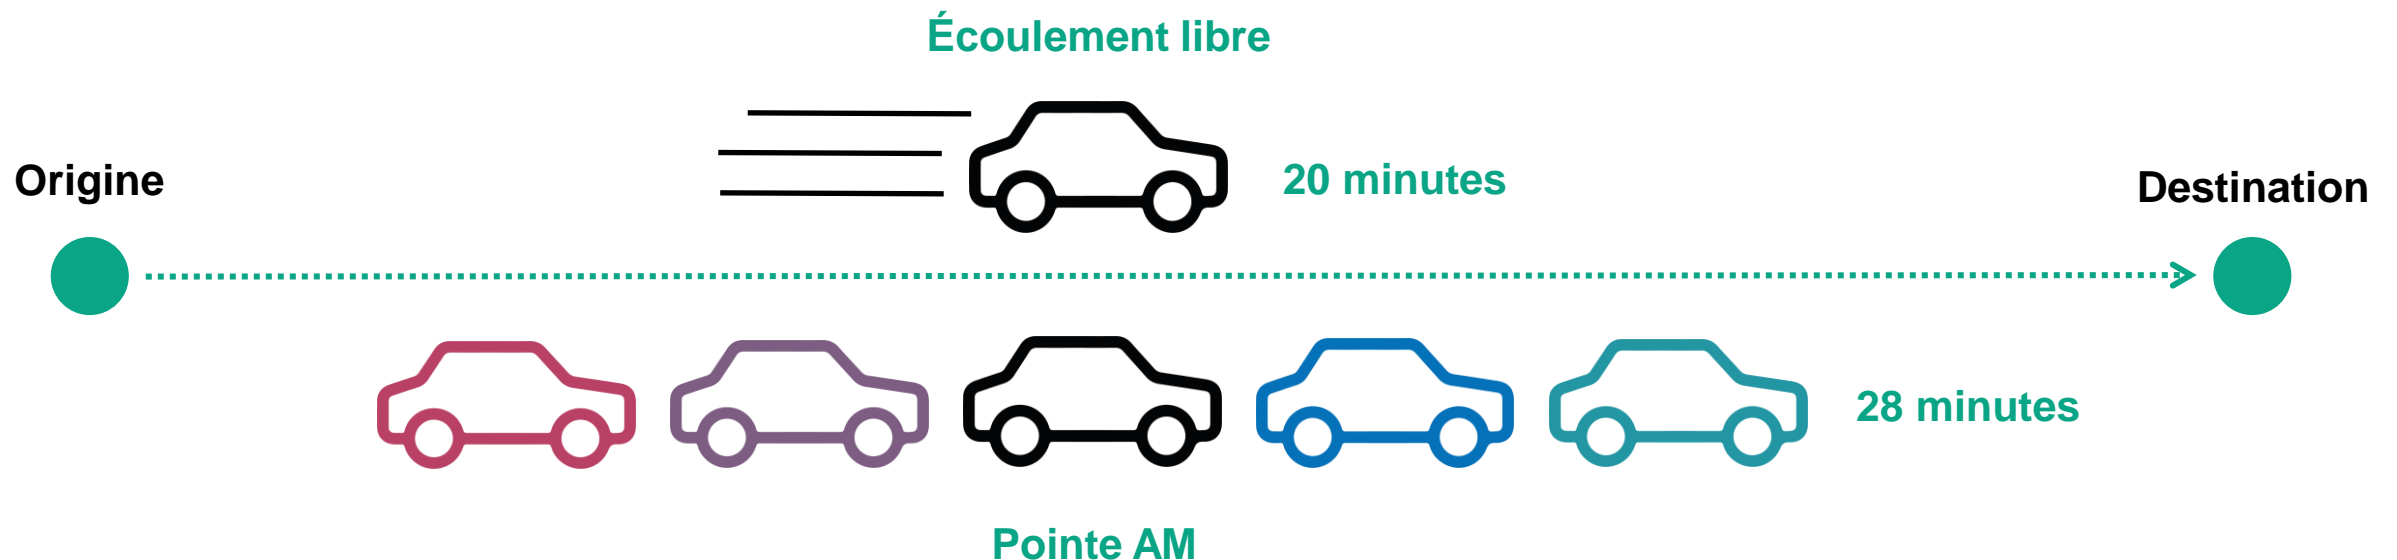 Écoulement libre
Origine
20 minutes
Destination
28 minutes
Pointe AM